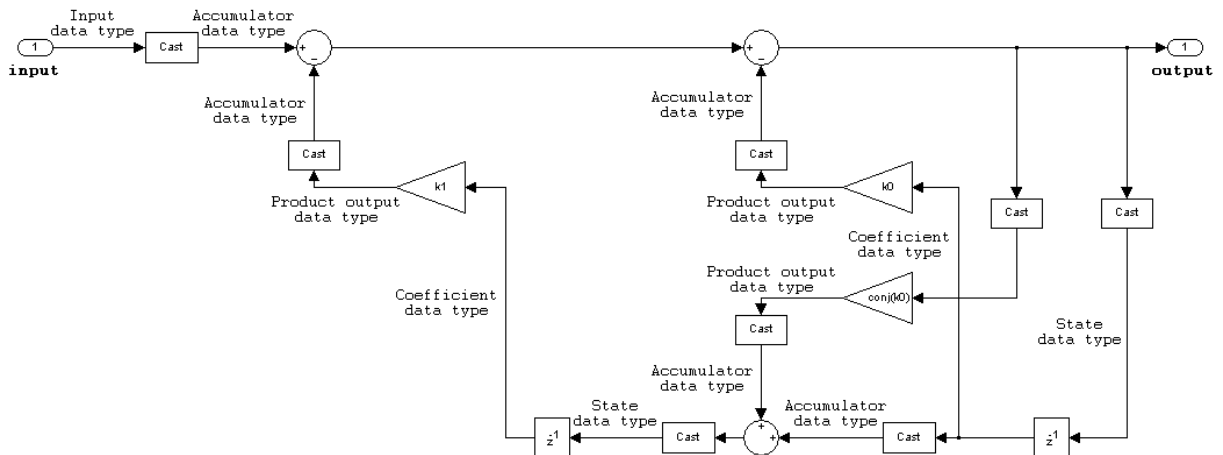 Input
data type
Accumulator
data type
1
input
Cast
+
−
+
−
1
output
Accumulator
data type
Accumulator
data type
Cast
Cast
k1
k0
Product output
data type
Product output
data type
Cast
Cast
Coefficient
data type
Product output
data type
Coefficient
data type
conj(k0)
Cast
State
data type
Accumulator
data type
State
data type
Accumulator
data type
z-1
Cast
+
+
Cast
z-1